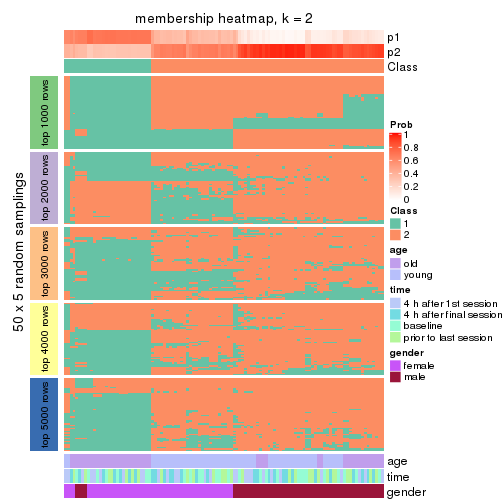 membership heatmap, k = 2
p1
p2
Class
50 x 5 random samplings
top 1000 rows
top 2000 rows
top 3000 rows
top 4000 rows
top 5000 rows
age
time
gender
Prob
1
0.8
0.6
0.4
0.2
0
Class
1
2
age
old
young
time
4 h after 1st session
4 h after final session
baseline
prior to last session
gender
female
male